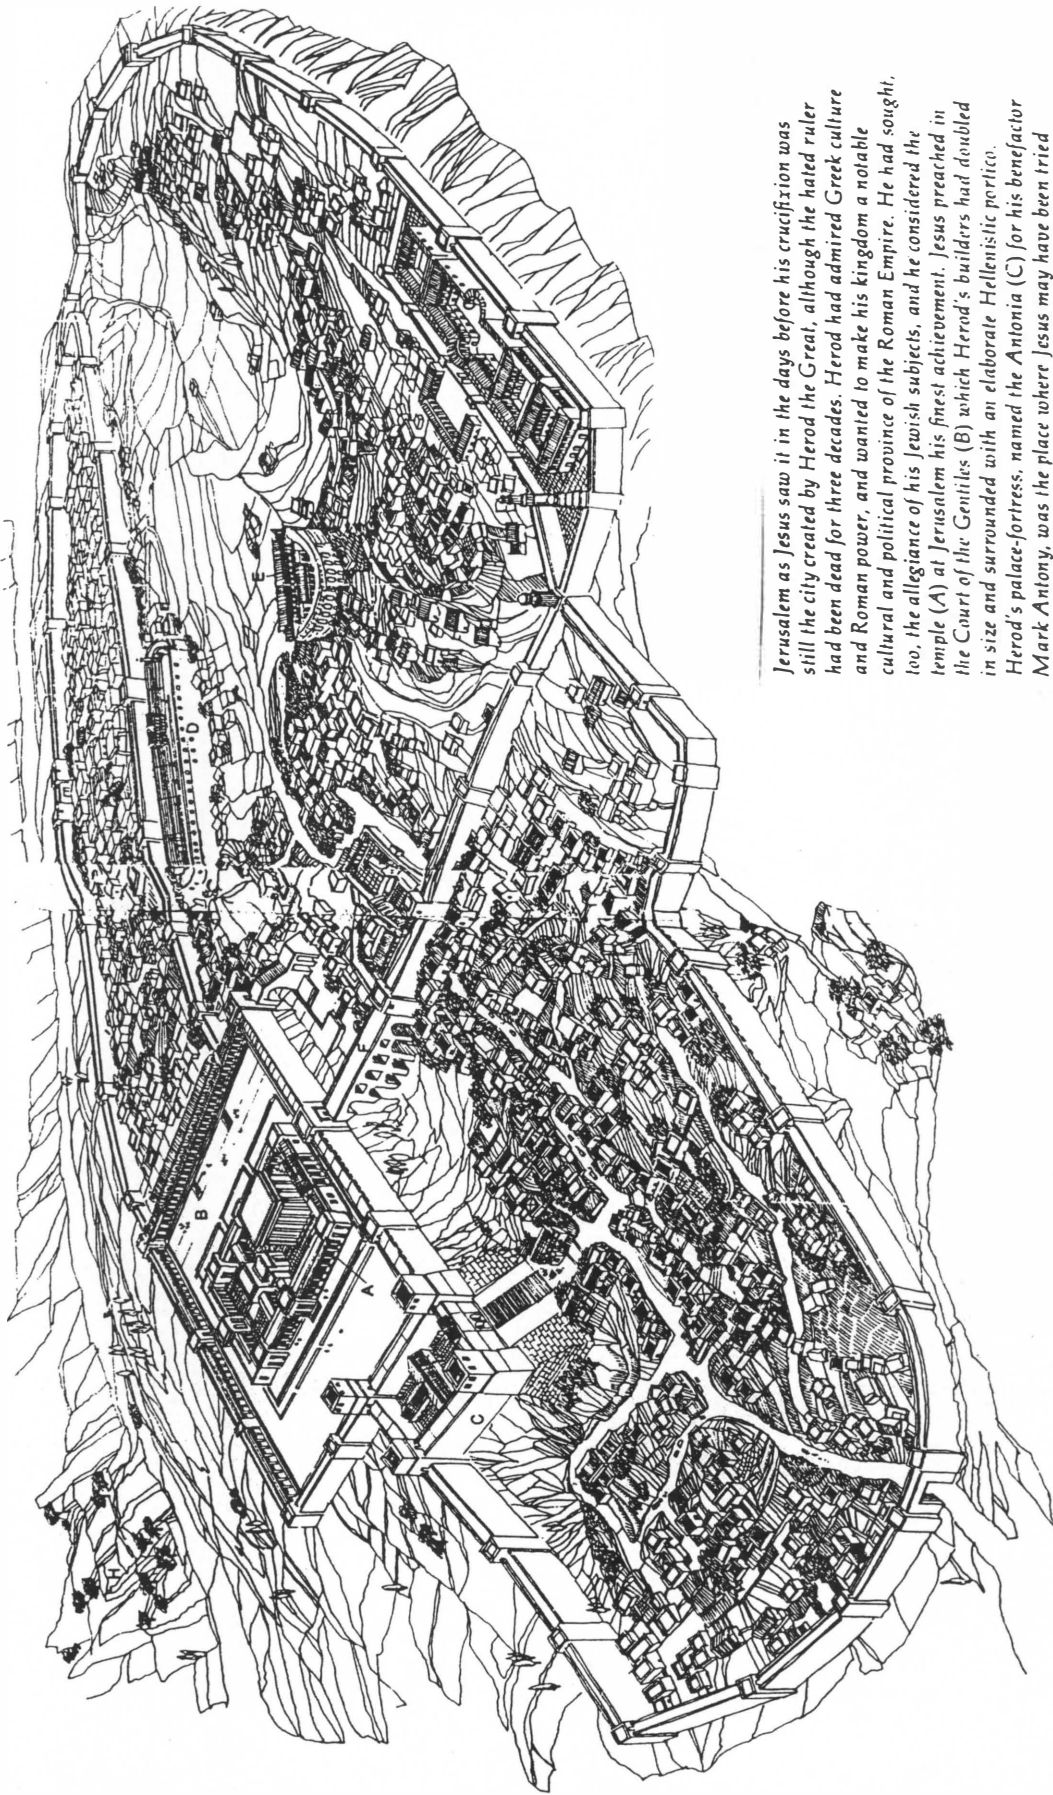 Jerusalem as Jesus saw it in the days before his crucifixion was
still the city created by Herod the Great, although the hated ruler
had been dead for three decades. Herod had admired Greek culture
and Roman power, and wanted to make his kingdom a notable
cultural and political province of the Roman Empire. He had sought,
too, the allegiance of his Jewish subjects, and he considered the
temple (A) at Jerusalem his finest achievement. Jesus preached in
the Court of the Gentiles (B) which Herod's builders had doubled
in size and surrounded with an elaborate Hellenistic portico.
Herod's palace-fortress, named the Antonia (C) for his benefactor
Mark Antony, was the place where Jesus may have been tried
H
C
A
B
F
D
E